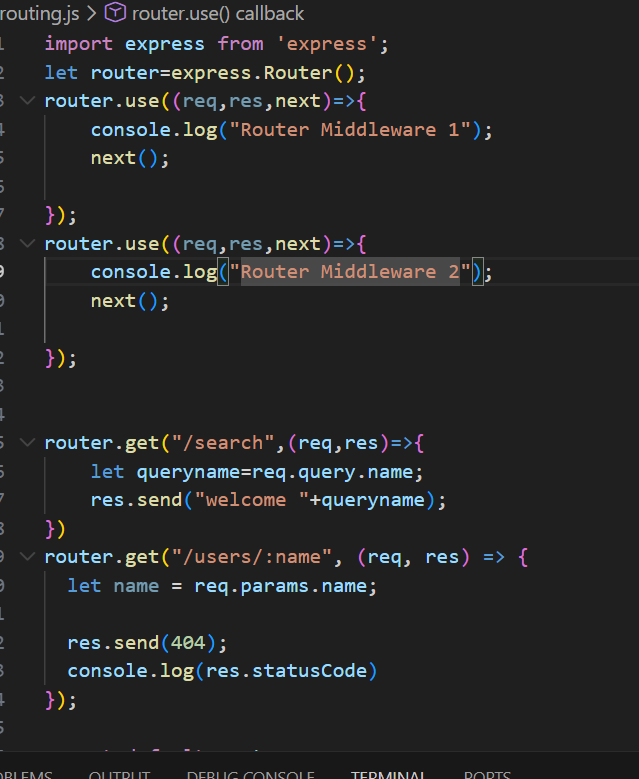 routing.js > router.use() callback
import express from 'express';
let router=express.Router();
router.use((req,res,next)=>{
console.log("Router Middleware 1");
next();
});
router.use((req,res,next)=>{
console.log("Router Middleware 2");
next();
});
router.get("/search",(req,res)=>{
let queryname=req.query.name;
res.send("welcome "+queryname);
})
router.get("/users/:name", (req, res) => {
let name = req.params.name;
res.send(404);
console.log(res.statusCode)
});
OUTPUT DEBUG CONSOLE TERMINAL PORTS